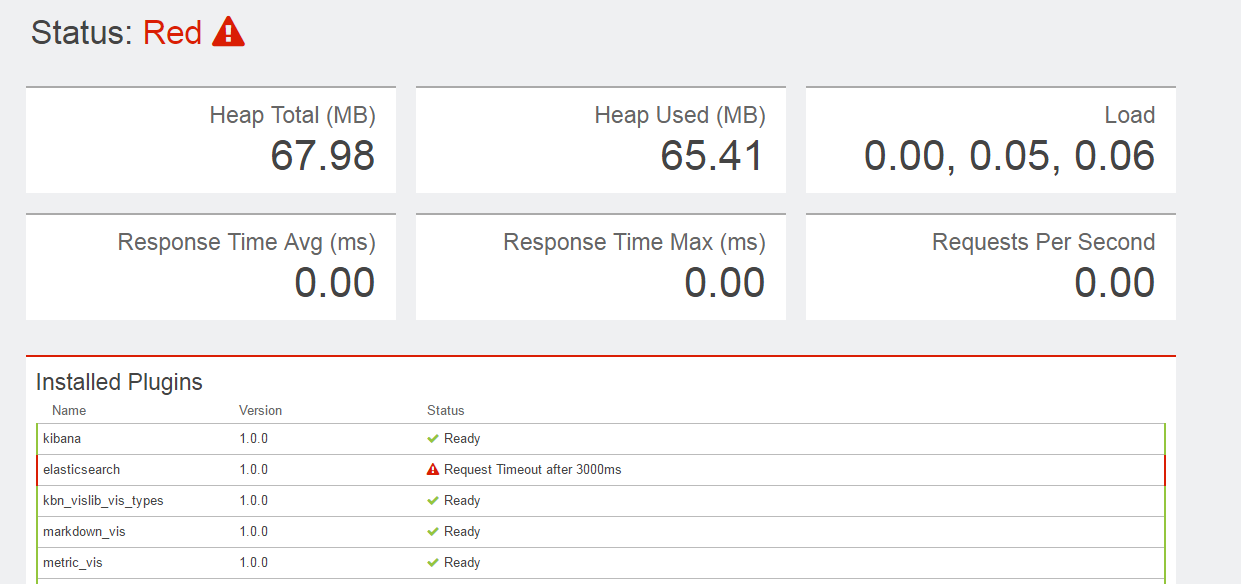 Status: Red
Heap Total (MB)
67.98
Heap Used (MB)
65.41
Load
0.00, 0.05, 0.06
Response Time Avg (ms)
0.00
Response Time Max (ms)
0.00
Requests Per Second
0.00
Installed Plugins
Name Version Status
kibana 1.0.0 Ready
elasticsearch 1.0.0 Request Timeout after 3000ms
kbn_vislib_vis_types 1.0.0 Ready
markdown_vis 1.0.0 Ready
metric_vis 1.0.0 Ready